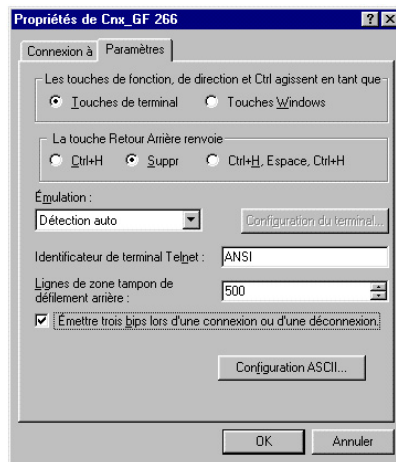 Propriétés de Cnx_GF 266
Connexion à Paramètres
Les touches de fonction, de direction et Ctrl agissent en tant que
Touches de terminal Touches Windows
La touche Retour Arrière renvoie
Ctrl+H Suppr Ctrl+H, Espace, Ctrl+H
Émulation :
Détection auto Configuration du terminal...
Identificateur de terminal Telnet : ANSI
Lignes de zone tampon de
défilement arrière : 500
Émettre trois bips lors d'une connexion ou d'une déconnexion.
Configuration ASCII...
OK Annuler